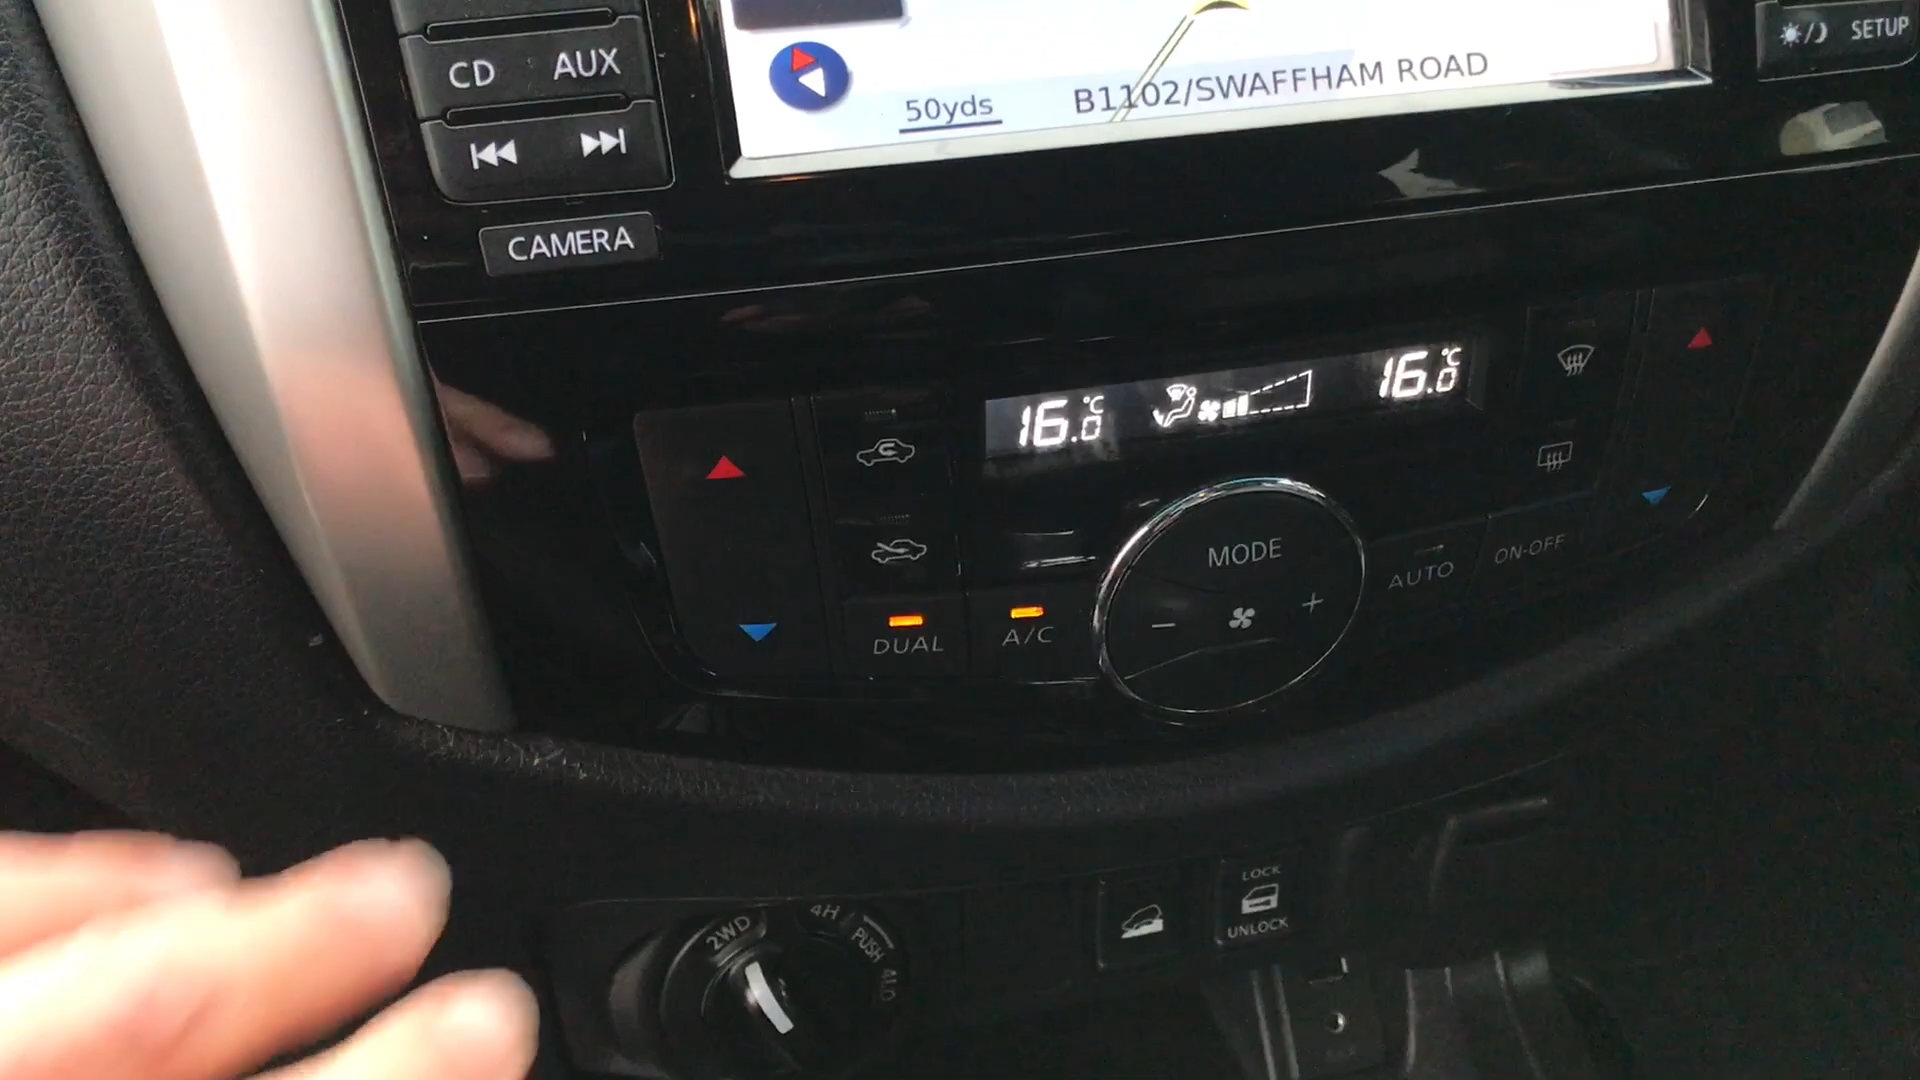 CD AUX
SETUP
50yds B1102/SWAFFHAM ROAD
CAMERA
16.0 °C
16.0 °C
MODE
DUAL A/C
- +
AUTO ON-OFF
2WD 4H PUSH 4LO
LOCK
UNLOCK